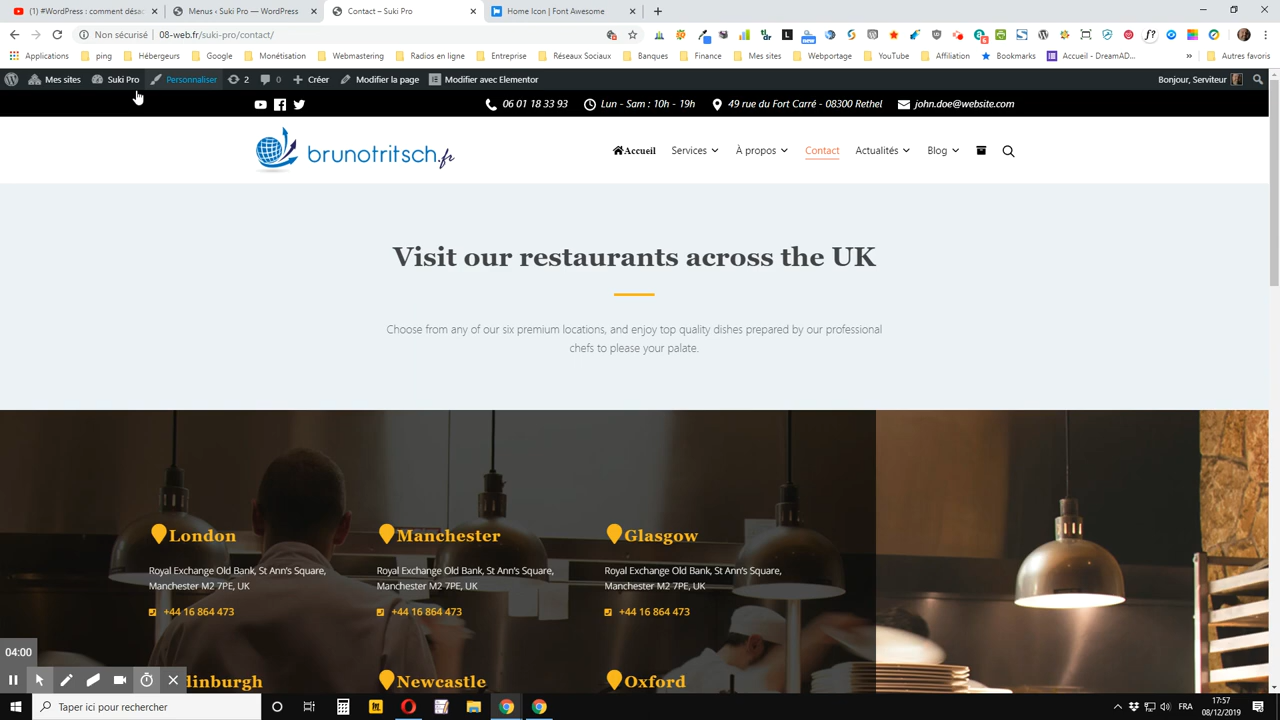 (1) #WordPress : comment désac
Menus ‹ Suki Pro — WordPress
Contact – Suki Pro
Home Icon | Font Awesome
Non sécurisé | 08-web.fr/suki-pro/contact/
Applications
ping
Hébergeurs
Google
Monétisation
Webmastering
Radios en lignes
Entreprise
Réseaux Sociaux
Banques
Finance
Mes sites
Webportage
YouTube
Affiliation
Bookmarks
Accueil – DreamAD...
»
Autres favoris
Mes sites
Suki Pro
Personnaliser
2
0
Créer
Modifier la page
Modifier avec Elementor
Bonjour, Serviteur
06 01 18 33 93
Lun - Sam : 10h - 19h
49 rue du Fort Carré - 08300 Rethel
john.doe@website.com
brunotritsch.fr
Accueil
Services
À propos
Contact
Actualités
Blog
Visit our restaurants across the UK
Choose from any of our six premium locations, and enjoy top quality dishes prepared by our professional
chefs to please your palate.
London
Manchester
Glasgow
Royal Exchange Old Bank, St Ann's Square,
Manchester M2 7PE, UK
Royal Exchange Old Bank, St Ann's Square,
Manchester M2 7PE, UK
Royal Exchange Old Bank, St Ann's Square,
Manchester M2 7PE, UK
+44 16 864 473
+44 16 864 473
+44 16 864 473
04:00
dinburgh
Newcastle
Oxford
Taper ici pour rechercher
FRA
17:57
08/12/2019